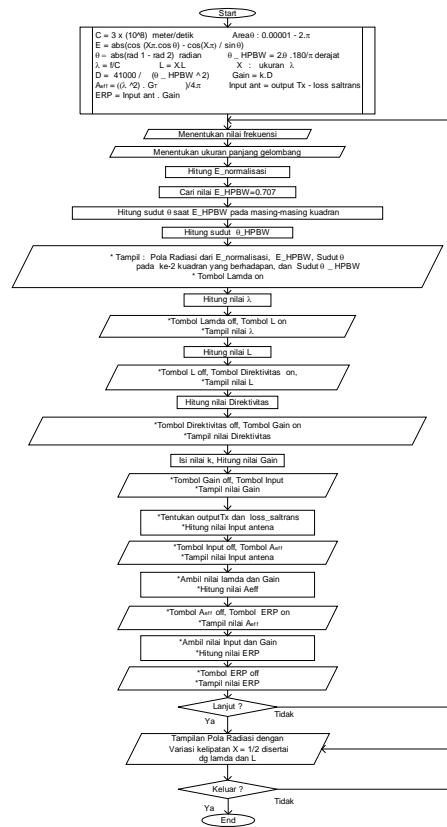 Start
C = 3 x (10^8) meter/detik Area θ : 0.00001 - 2.π
E = abs(cos (Xπ.cos θ) - cos(Xπ) / sin θ)
θ = abs(rad 1 - rad 2) radian θ _ HPBW = 2.θ .180/π derajat
λ = f/C L = X.L X : ukuran λ
D = 41000 / (θ _ HPBW ^ 2) Gain = k.D
Aeff = ((λ ^2) . GT )/4π Input ant = output Tx - loss saltrans
ERP = Input ant . Gain
Menentukan nilai frekuensi
Menentukan ukuran panjang gelombang
Hitung E_normalisasi
Cari nilai E_HPBW=0.707
Hitung sudut θ saat E_HPBW pada masing-masing kuadran
Hitung sudut θ_HPBW
* Tampil : Pola Radiasi dari E_normalisasi, E_HPBW, Sudut θ
pada ke-2 kuadran yang berhadapan, dan Sudut θ _ HPBW
* Tombol Lamda on
Hitung nilai λ
*Tombol Lamda off, Tombol L on
*Tampil nilai λ
Hitung nilai L
*Tombol L off, Tombol Direktivitas on,
*Tampil nilai L
Hitung nilai Direktivitas
*Tombol Direktivitas off, Tombol Gain on
*Tampil nilai Direktivitas
Isi nilai k, Hitung nilai Gain
*Tombol Gain off, Tombol Input
*Tampil nilai Gain
*Tentukan outputTx dan loss_saltrans
*Hitung nilai Input antena
*Tombol Input off, Tombol Aeff
*Tampil nilai Input antena
*Ambil nilai lamda dan Gain
*Hitung nilai Aeff
*Tombol Aeff off, Tombol ERP on
*Tampil nilai Aeff
*Ambil nilai Input dan Gain
*Hitung nilai ERP
*Tombol ERP off
*Tampil nilai ERP
Lanjut ?
Ya Tidak
Tampilan Pola Radiasi dengan
Variasi kelipatan X = 1/2 disertai
dg lamda dan L
Keluar ?
Ya Tidak
End